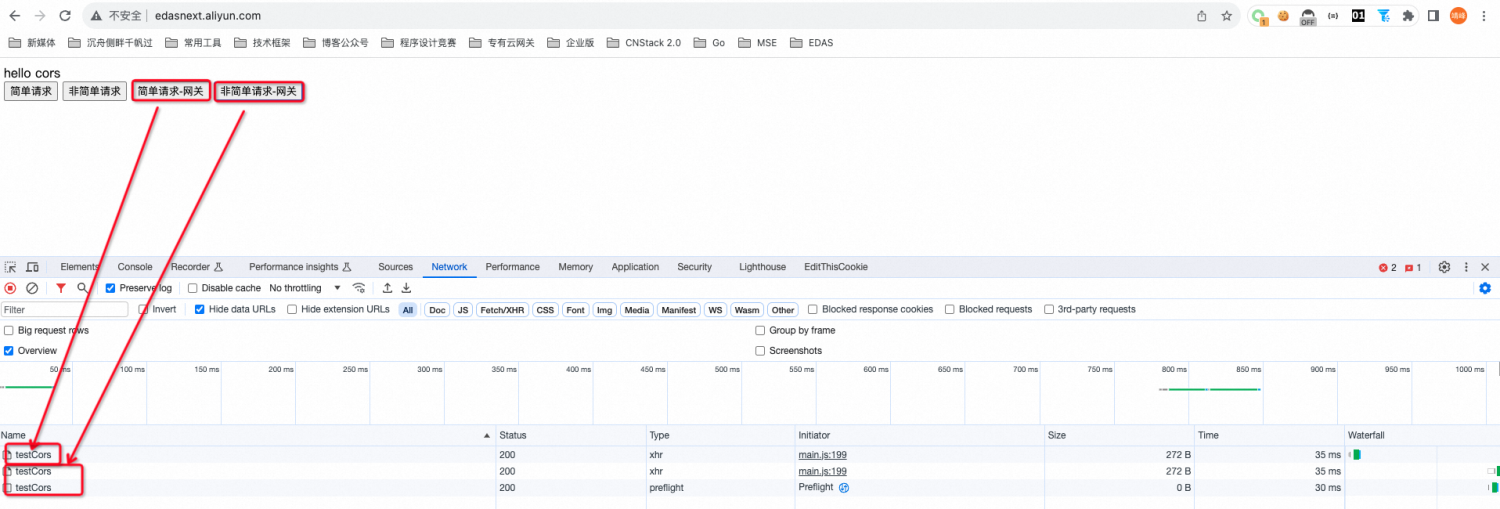 不安全 | edasnext.aliyun.com
新媒体 沉舟侧畔千帆过 常用工具 技术框架 博客公众号 程序设计竞赛 专有云网关 企业版 CNStack 2.0 Go MSE EDAS
hello cors
简单请求 非简单请求 简单请求-网关 非简单请求-网关
Elements Console Recorder Performance insights Sources Network Performance Memory Application Security Lighthouse EditThisCookie 2 1
Preserve log Disable cache No throttling
Filter Invert Hide data URLs Hide extension URLs All Doc JS Fetch/XHR CSS Font Img Media Manifest WS Wasm Other Blocked response cookies Blocked requests 3rd-party requests
Big request rows Group by frame
Overview Screenshots
50 ms 100 ms 150 ms 200 ms 250 ms 300 ms 350 ms 400 ms 450 ms 500 ms 550 ms 600 ms 650 ms 700 ms 750 ms 800 ms 850 ms 900 ms 950 ms 1000 ms
Name Status Type Initiator Size Time Waterfall
testCors 200 xhr main.js:199 272 B 35 ms
testCors 200 xhr main.js:199 272 B 35 ms
testCors 200 preflight Preflight 0 B 30 ms